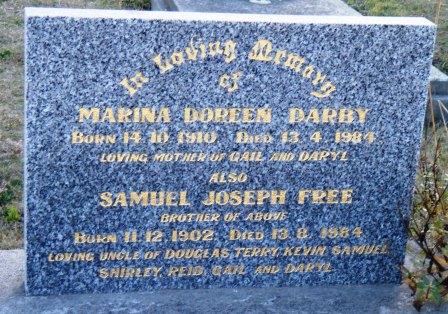 In Loving Memory
of
MARINA DOREEN DARBY
BORN 14.10.1910 DIED 13.4.1984
LOVING MOTHER OF GAIL AND DARYL
ALSO
SAMUEL JOSEPH FREE
BROTHER OF ABOVE
BORN 11.12.1902 DIED 13.8.1984
LOVING UNCLE OF DOUGLAS, TERRY, KEVIN, SAMUEL
SHIRLEY, REID, GAIL AND DARYL